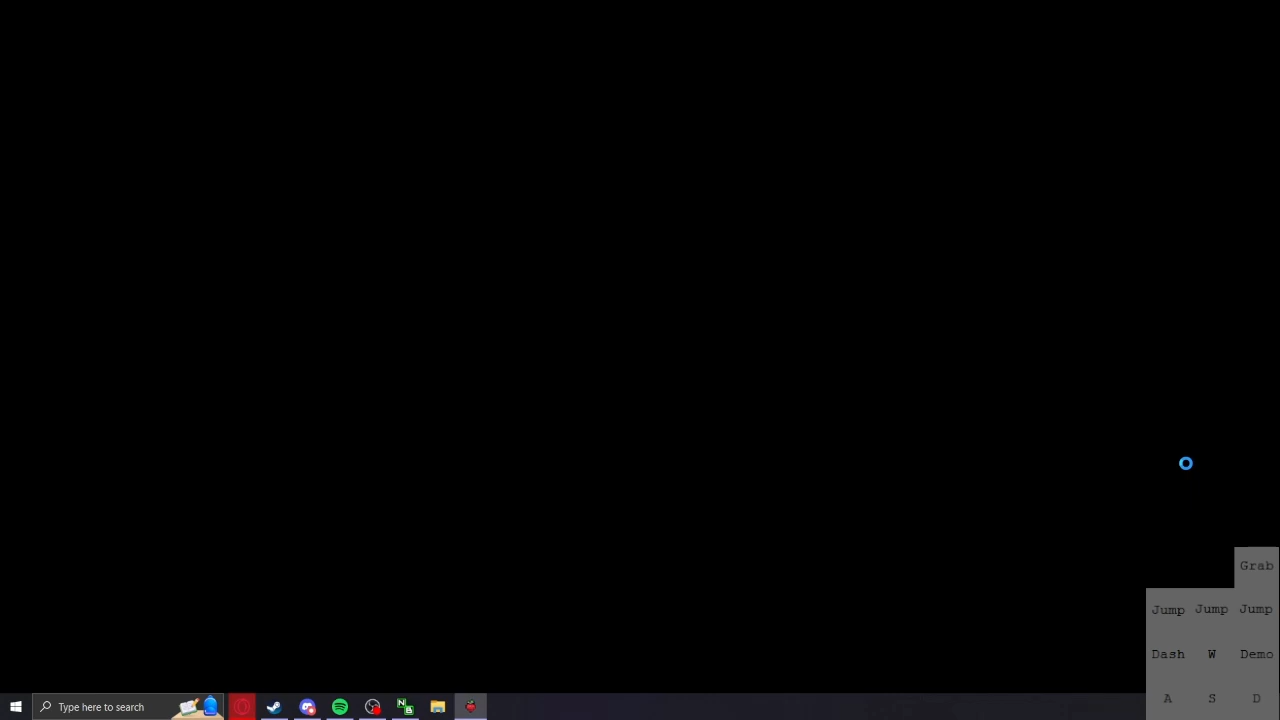 Grab
Jump Jump Jump
Dash W Demo
A S D
Type here to search